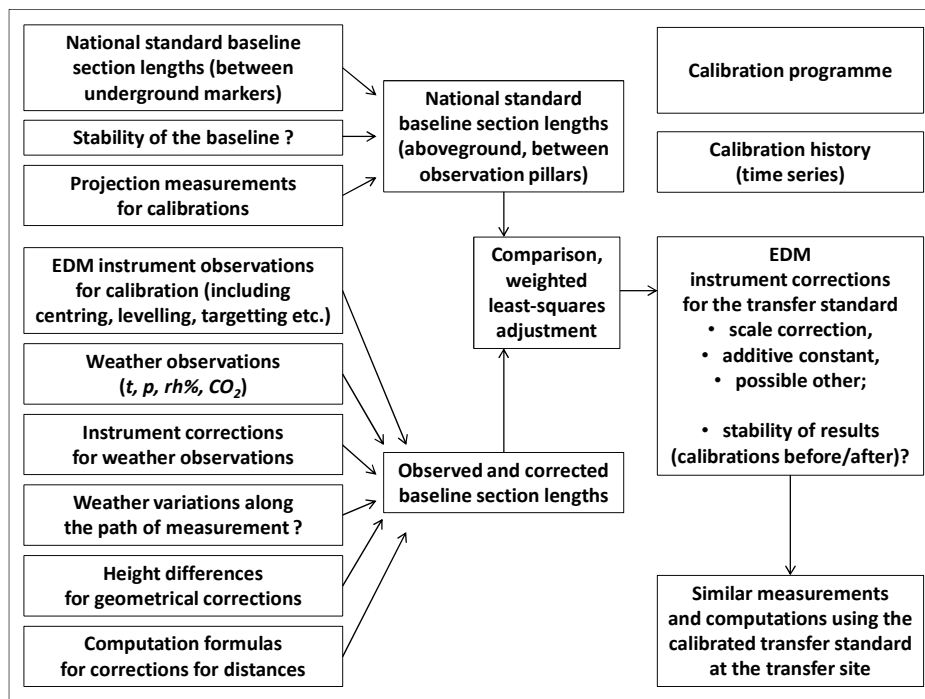 National standard baseline
section lengths (between
underground markers)
Stability of the baseline ?
Projection measurements
for calibrations
National standard
baseline section lengths
(aboveground, between
observation pillars)
Calibration programme
Calibration history
(time series)
EDM instrument observations
for calibration (including
centring, levelling, targetting etc.)
Weather observations
(t, p, rh%, CO₂)
Instrument corrections
for weather observations
Weather variations along
the path of measurement ?
Height differences
for geometrical corrections
Computation formulas
for corrections for distances
Comparison,
weighted
least-squares
adjustment
Observed and corrected
baseline section lengths
EDM
instrument corrections
for the transfer standard
• scale correction,
• additive constant,
• possible other;
• stability of results
(calibrations before/after)?
Similar measurements
and computations using the
calibrated transfer standard
at the transfer site